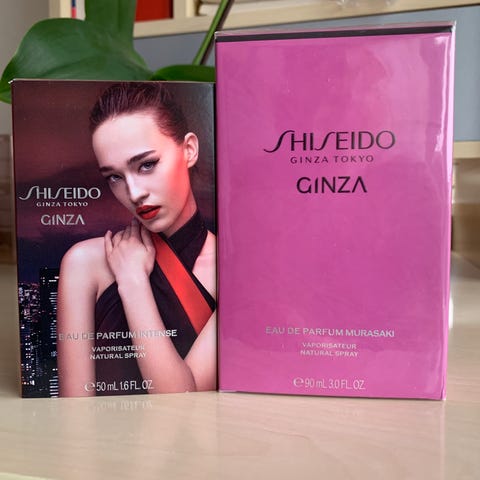 SHISEIDO
GINZA TOKYO
GINZA
EAU DE PARFUM INTENSE
VAPORISATEUR
NATURAL SPRAY
℮ 50 mL 1.6 FL. OZ.
SHISEIDO
GINZA TOKYO
GINZA
EAU DE PARFUM MURASAKI
VAPORISATEUR
NATURAL SPRAY
℮ 90 mL 3.0 FL. OZ.